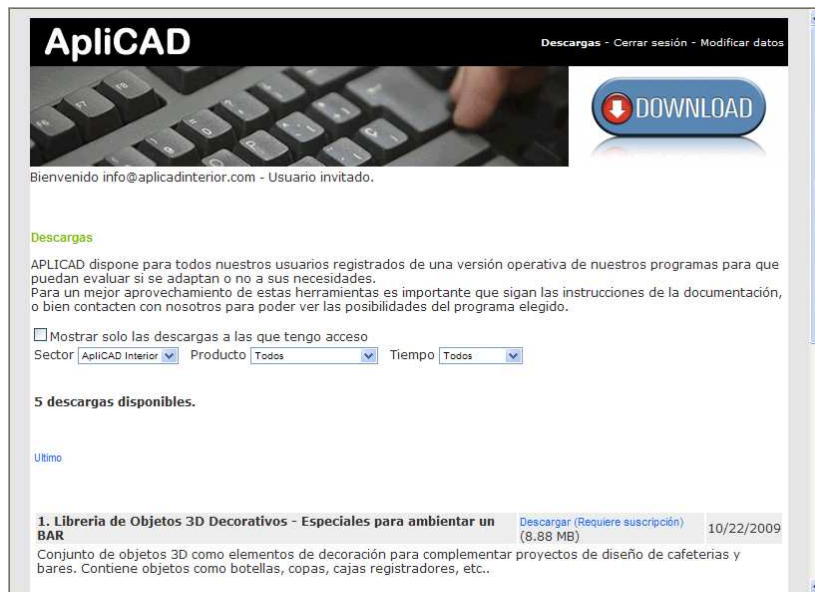 ApliCAD
Descargas - Cerrar sesión - Modificar datos
DOWNLOAD
Bienvenido info@aplicadinterior.com - Usuario invitado.
Descargas
APLICAD dispone para todos nuestros usuarios registrados de una versión operativa de nuestros programas para que
puedan evaluar si se adaptan o no a sus necesidades.
Para un mejor aprovechamiento de estas herramientas es importante que sigan las instrucciones de la documentación,
o bien contacten con nosotros para poder ver las posibilidades del programa elegido.
Mostrar solo las descargas a las que tengo acceso
Sector ApliCAD Interior Producto Todos Tiempo Todos
5 descargas disponibles.
Ultimo
1. Libreria de Objetos 3D Decorativos - Especiales para ambientar un
BAR
Descargar (Requiere suscripción)
(8.88 MB)
10/22/2009
Conjunto de objetos 3D como elementos de decoración para complementar proyectos de diseño de cafeterias y
bares. Contiene objetos como botellas, copas, cajas registradores, etc..